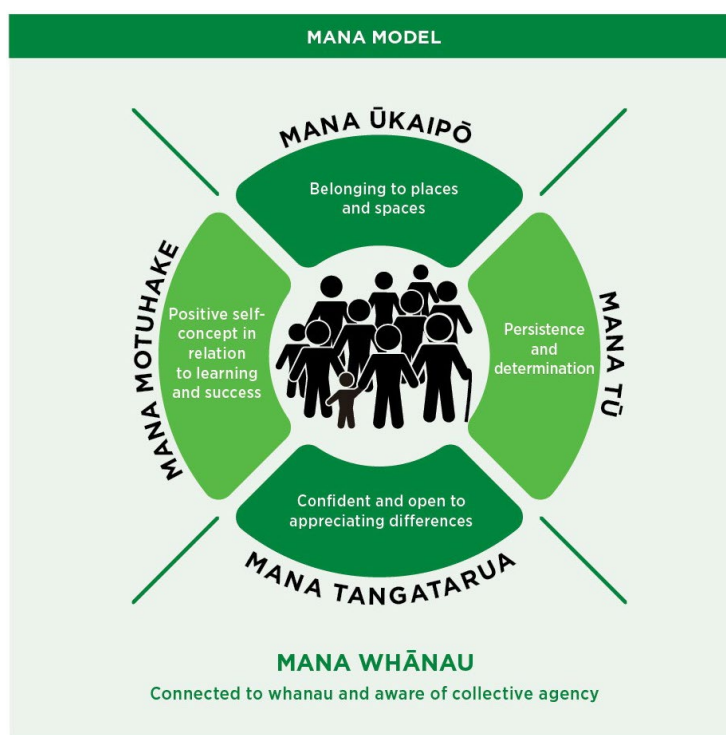 MANA MODEL
MANA ŪKAIPŌ
Belonging to places
and spaces
MANA MOTUHAKE
Positive self-
concept in
relation
to learning
and success
MANA TŪ
Persistence
and
determination
Confident and open to
appreciating differences
MANA TANGATARUA
MANA WHĀNAU
Connected to whanau and aware of collective agency